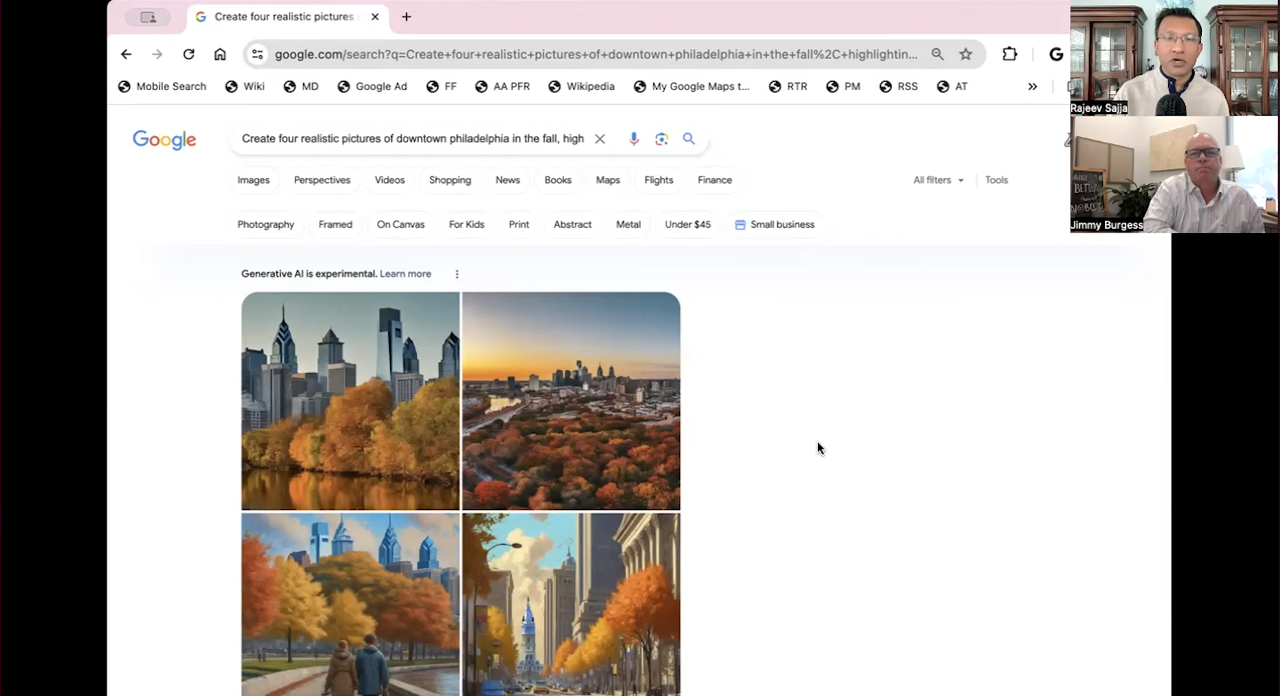 Create four realistic pictures
google.com/search?q=Create+four+realistic+pictures+of+downtown+philadelphia+in+the+fall%2C+highlightin...
Mobile Search Wiki MD Google Ad FF AA PFR Wikipedia My Google Maps t... RTR PM RSS AT »
Rajeev Sajja
Google Create four realistic pictures of downtown philadelphia in the fall, high
Images Perspectives Videos Shopping News Books Maps Flights Finance All filters Tools
Photography Framed On Canvas For Kids Print Abstract Metal Under $45 Small business
Jimmy Burgess
Generative AI is experimental. Learn more